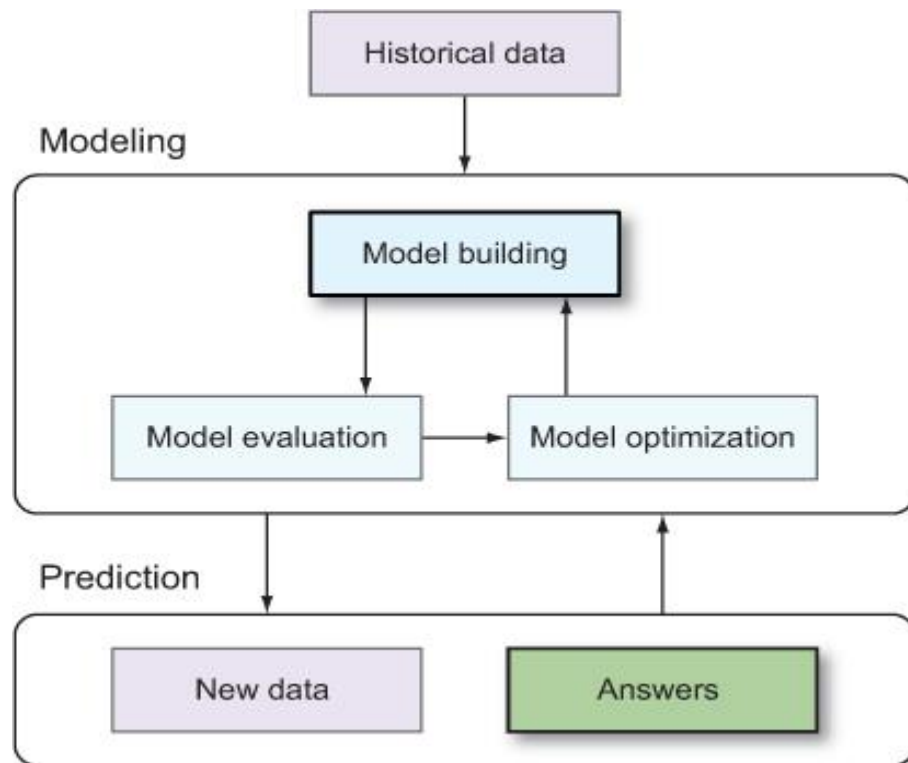 Historical data
Modeling
Model building
Model evaluation
Model optimization
Prediction
New data
Answers